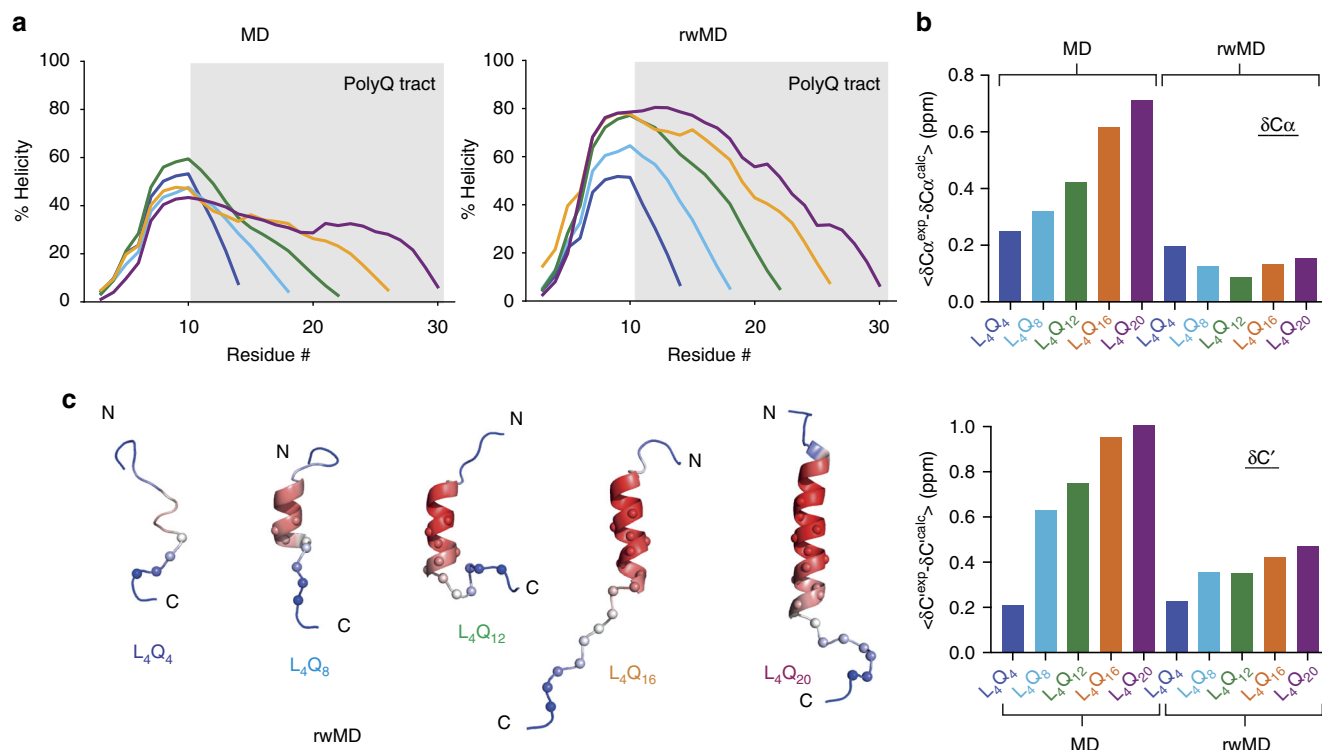 a
MD
rwMD
100
80
60
40
20
0
% Helicity
PolyQ tract
10
20
30
Residue #
100
80
60
40
20
0
% Helicity
PolyQ tract
10
20
30
Residue #
b
MD
rwMD
0.8
0.6
0.4
0.2
0.0
<δCα^exp-δCα^calc> (ppm)
δCα
L₄Q₄
L₄Q₈
L₄Q₁₂
L₄Q₁₆
L₄Q₂₀
L₄Q₄
L₄Q₈
L₄Q₁₂
L₄Q₁₆
L₄Q₂₀
1.0
0.8
0.6
0.4
0.2
0.0
<δC'^exp-δC'^calc> (ppm)
δC′
L₄Q₄
L₄Q₈
L₄Q₁₂
L₄Q₁₆
L₄Q₂₀
L₄Q₄
L₄Q₈
L₄Q₁₂
L₄Q₁₆
L₄Q₂₀
MD
rwMD
c
N
C
L₄Q₄
N
C
L₄Q₈
N
C
L₄Q₁₂
N
C
L₄Q₁₆
N
C
L₄Q₂₀
rwMD